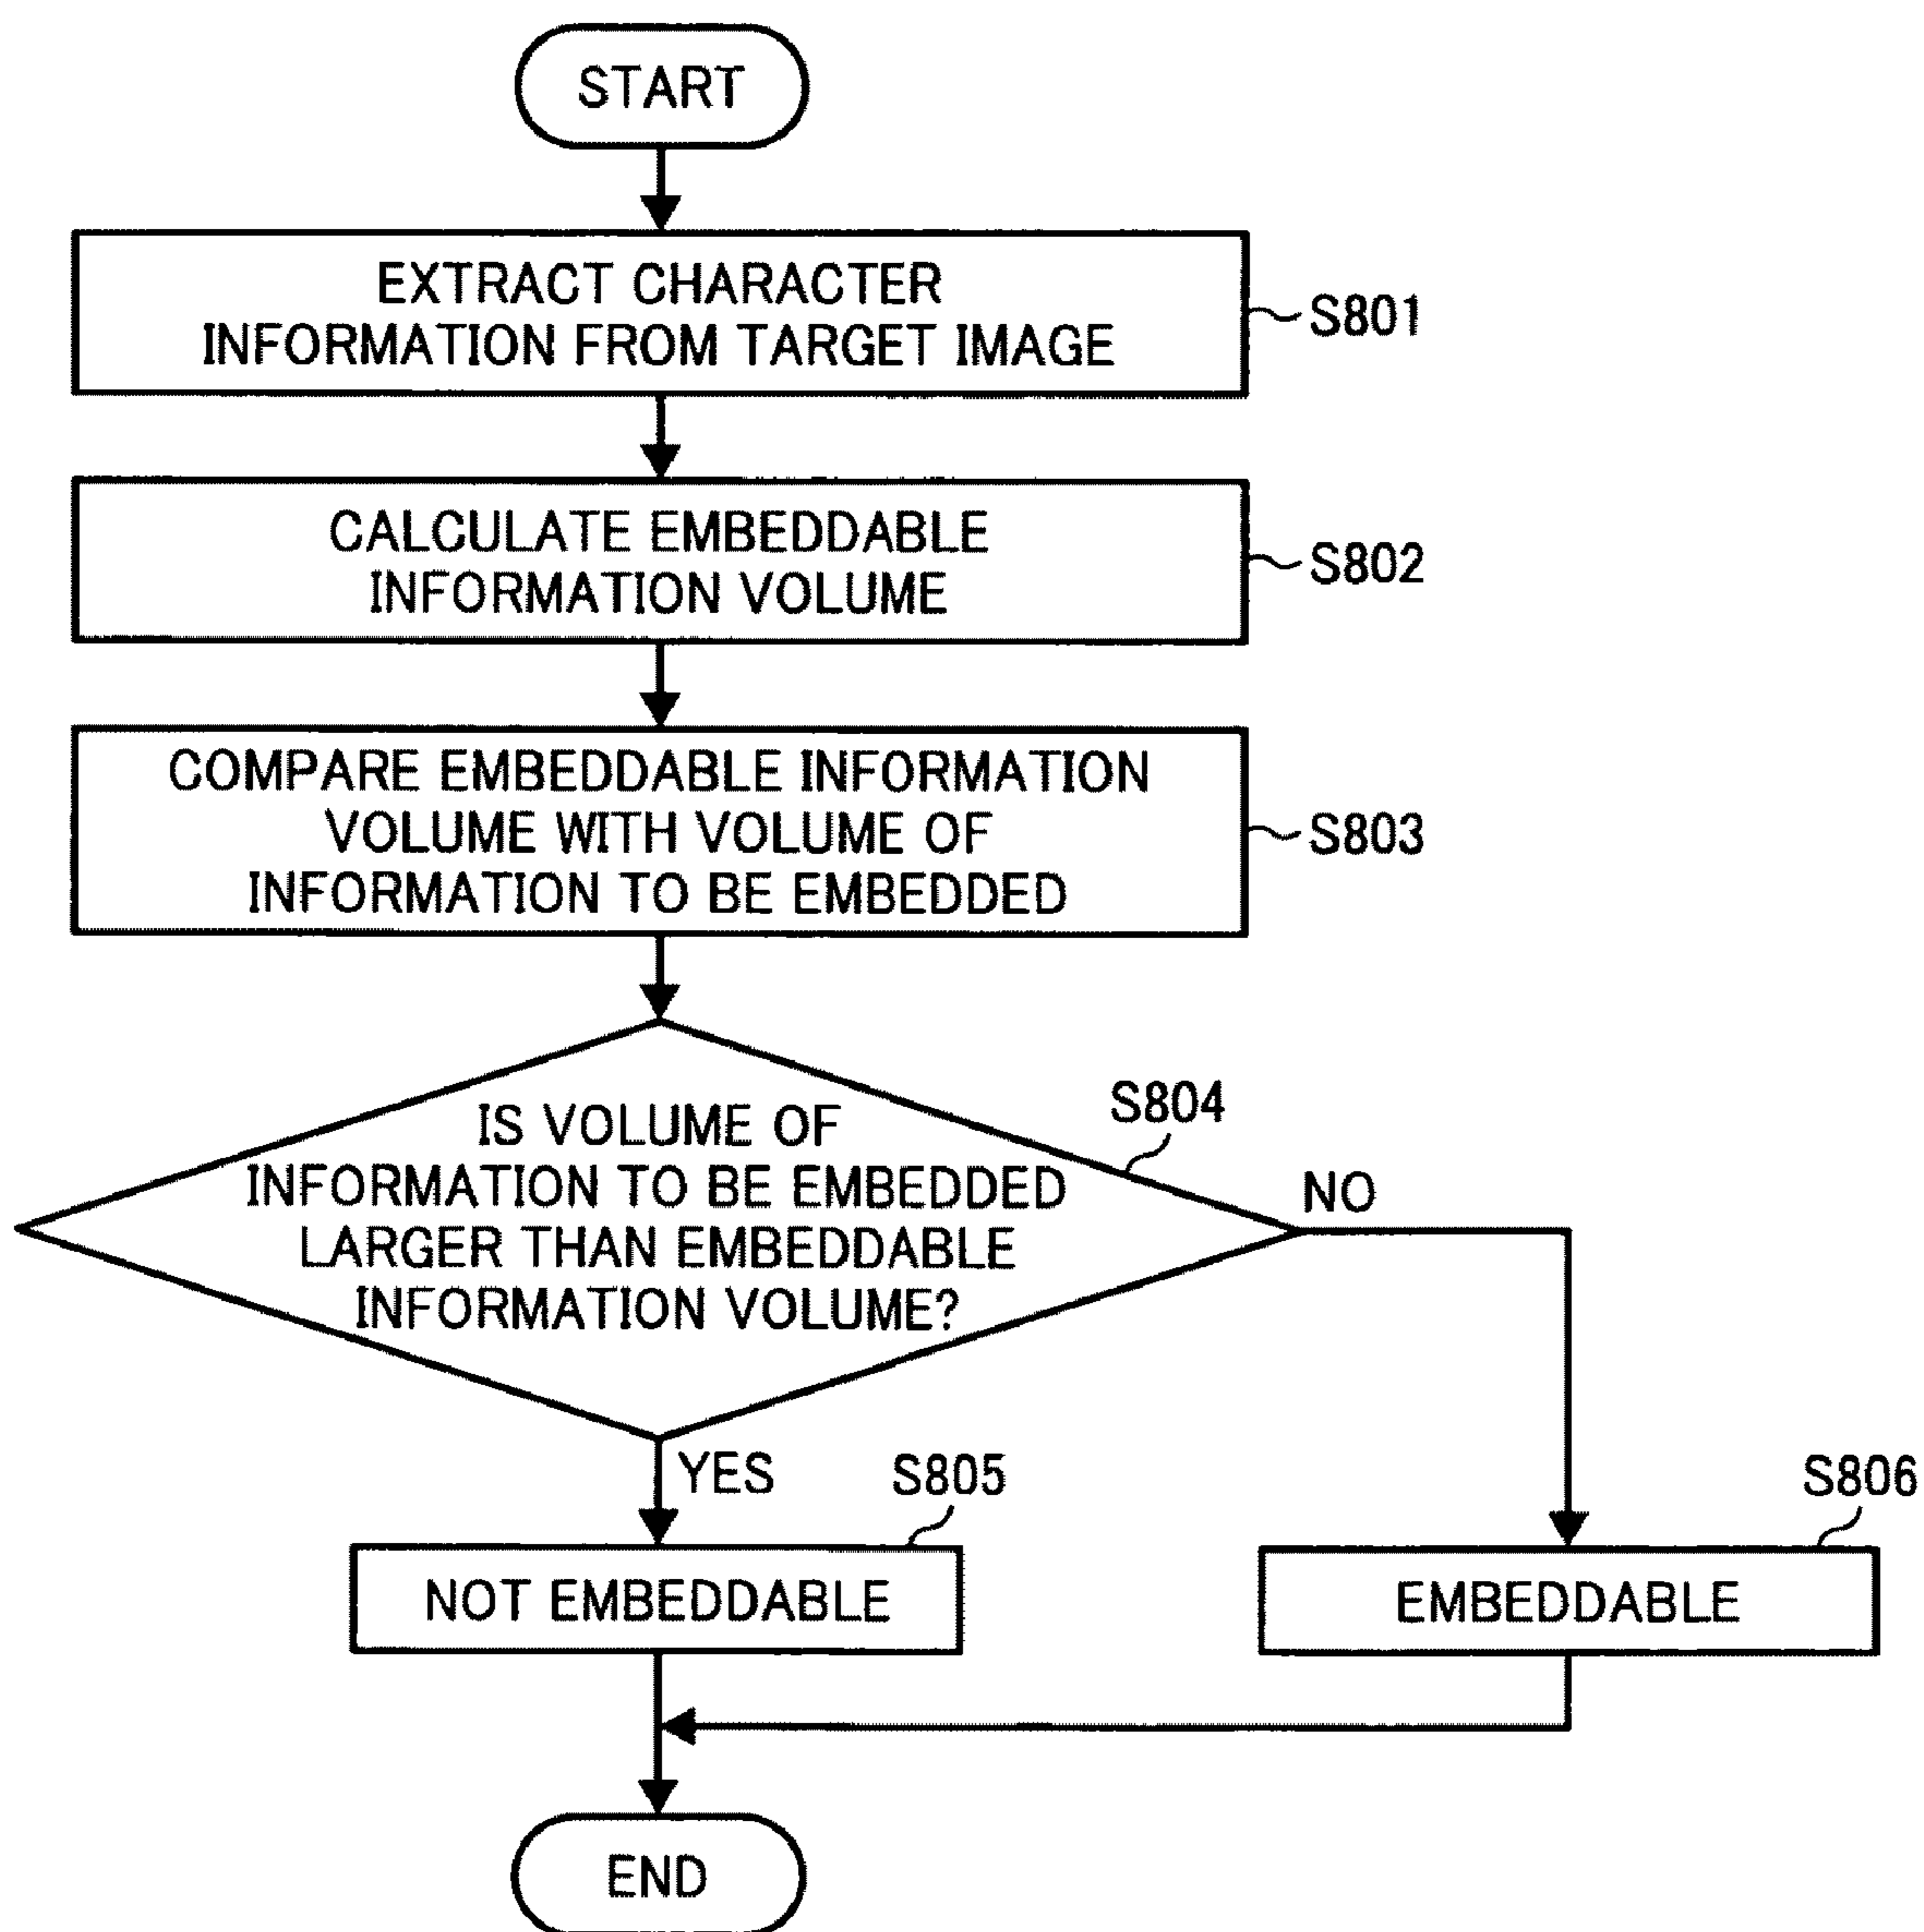 START
EXTRACT CHARACTER
INFORMATION FROM TARGET IMAGE
S801
CALCULATE EMBEDDABLE
INFORMATION VOLUME
S802
COMPARE EMBEDDABLE INFORMATION
VOLUME WITH VOLUME OF
INFORMATION TO BE EMBEDDED
S803
IS VOLUME OF
INFORMATION TO BE EMBEDDED
LARGER THAN EMBEDDABLE
INFORMATION VOLUME?
S804
NO
YES
S805
NOT EMBEDDABLE
S806
EMBEDDABLE
END